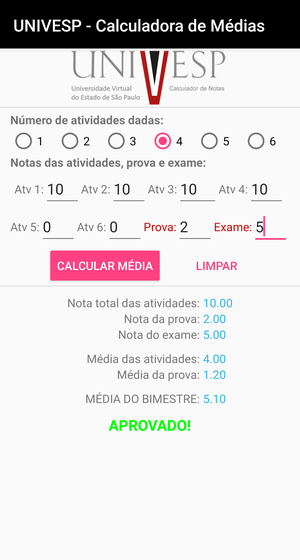 UNIVESP - Calculadora de Médias
UNIVESP
Universidade Virtual
do Estado de São Paulo
Calculador de Notas
Número de atividades dadas:
1 2 3 4 5 6
Notas das atividades, prova e exame:
Atv 1: 10 Atv 2: 10 Atv 3: 10 Atv 4: 10
Atv 5: 0 Atv 6: 0 Prova: 2 Exame: 5
CALCULAR MÉDIA LIMPAR
Nota total das atividades: 10.00
Nota da prova: 2.00
Nota do exame: 5.00
Média das atividades: 4.00
Média da prova: 1.20
MÉDIA DO BIMESTRE: 5.10
APROVADO!